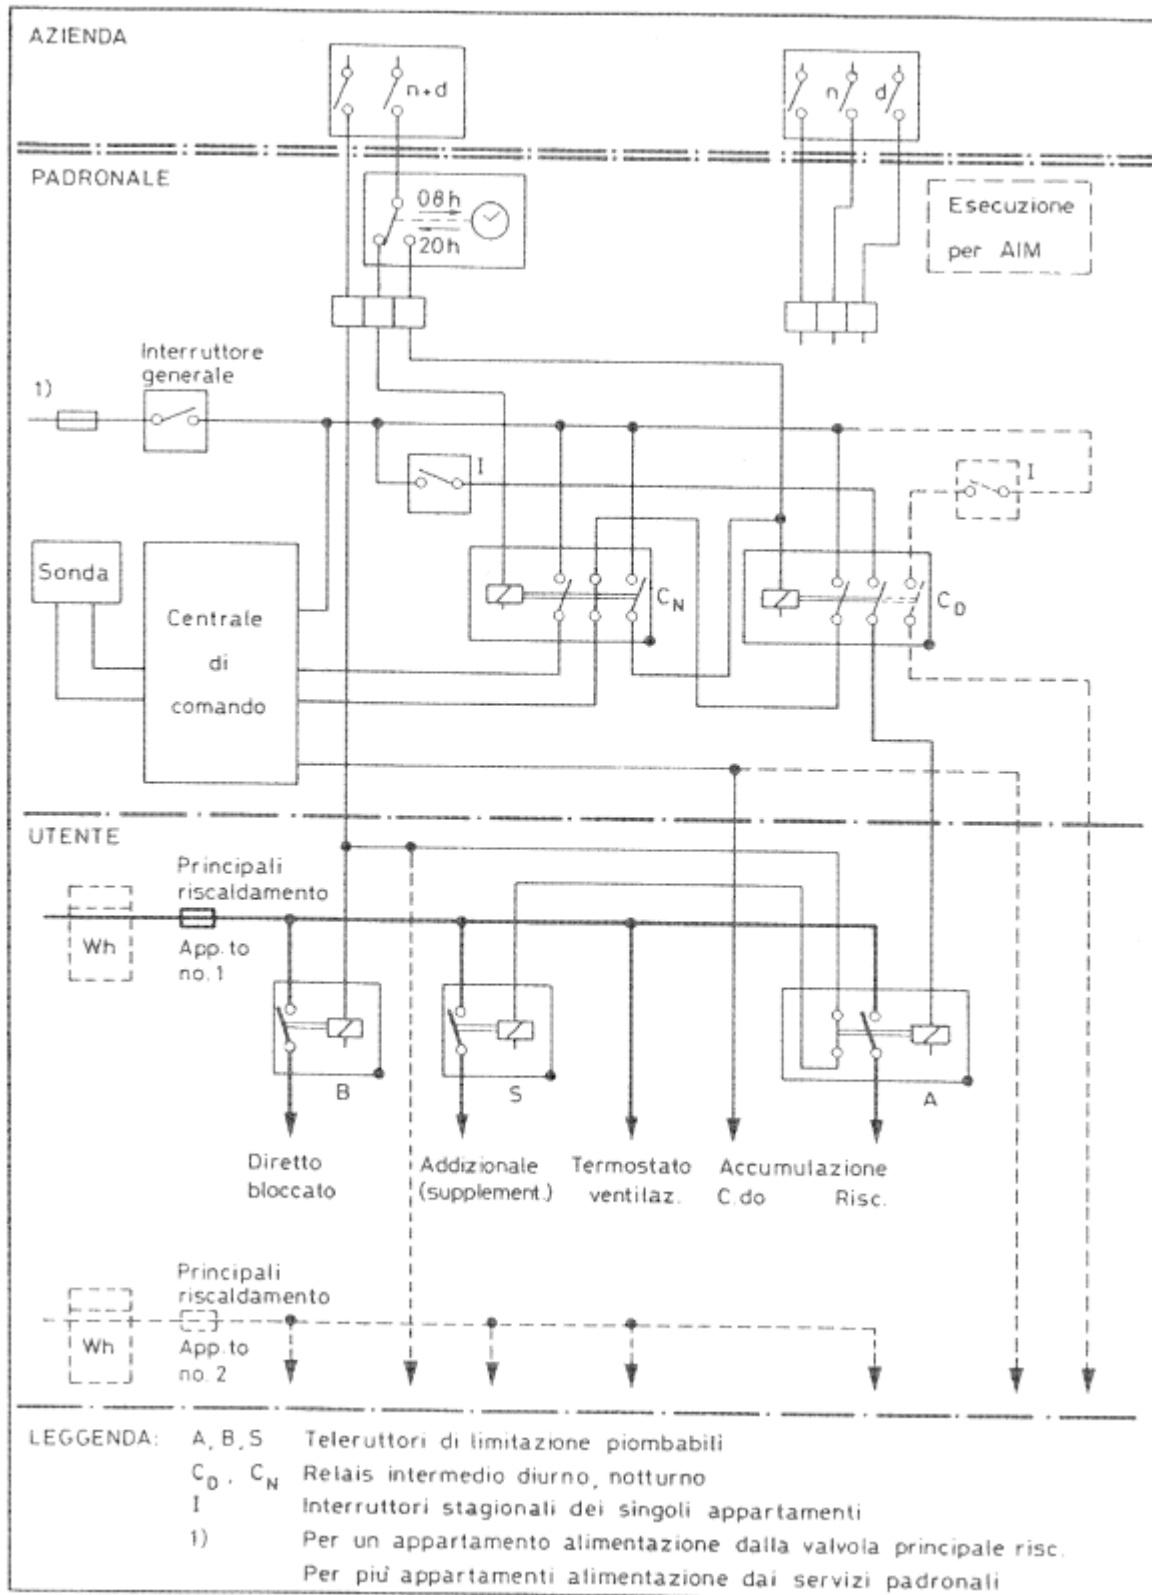 AZIENDA
n+d
n d
PADRONALE
08h
20h
Esecuzione
per AIM
Interruttore
generale
1)
I
I
Sonda
Centrale
di
comando
C_N
C_D
UTENTE
Principali
riscaldamento
Wh
App.to
no. 1
B
S
A
Diretto
bloccato
Addizionale
(supplement.)
Termostato
ventilaz.
Accumulazione
C.do Risc.
Principali
riscaldamento
Wh
App.to
no. 2
LEGGENDA: A, B, S Teleruttori di limitazione piombabili
C_D, C_N Relais intermedio diurno, notturno
I Interruttori stagionali dei singoli appartamenti
1) Per un appartamento alimentazione dalla valvola principale risc.
Per più appartamenti alimentazione dai servizi padronali